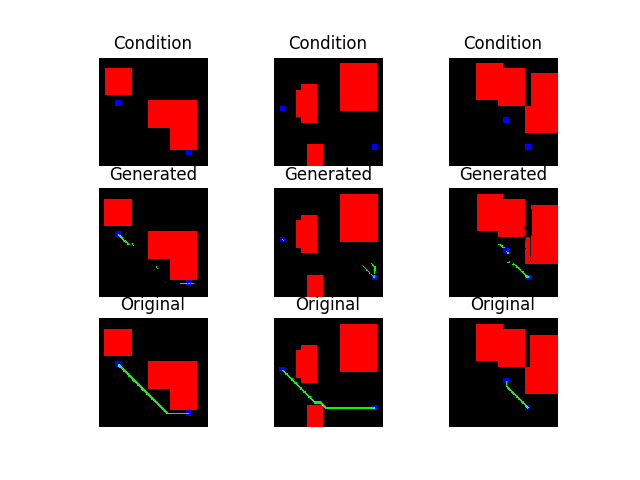 Condition
Condition
Condition
Generated
Generated
Generated
Original
Original
Original